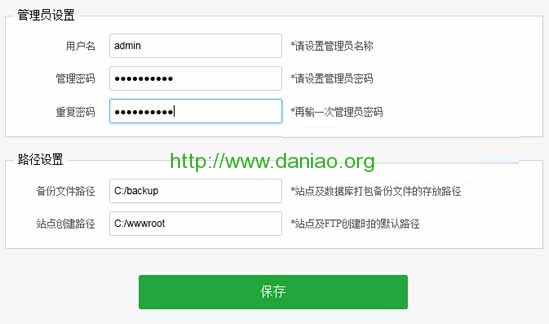 管理员设置
用户名 admin *请设置管理员名称
管理密码 ●●●●●●●●●● *请设置管理员密码
重复密码 ●●●●●●●●●● *再输一次管理员密码
路径设置
http://www.daniao.org
备份文件路径 C:/backup *站点及数据库打包备份文件的存放路径
站点创建路径 C:/wwwroot *站点及FTP创建时的默认路径
保存